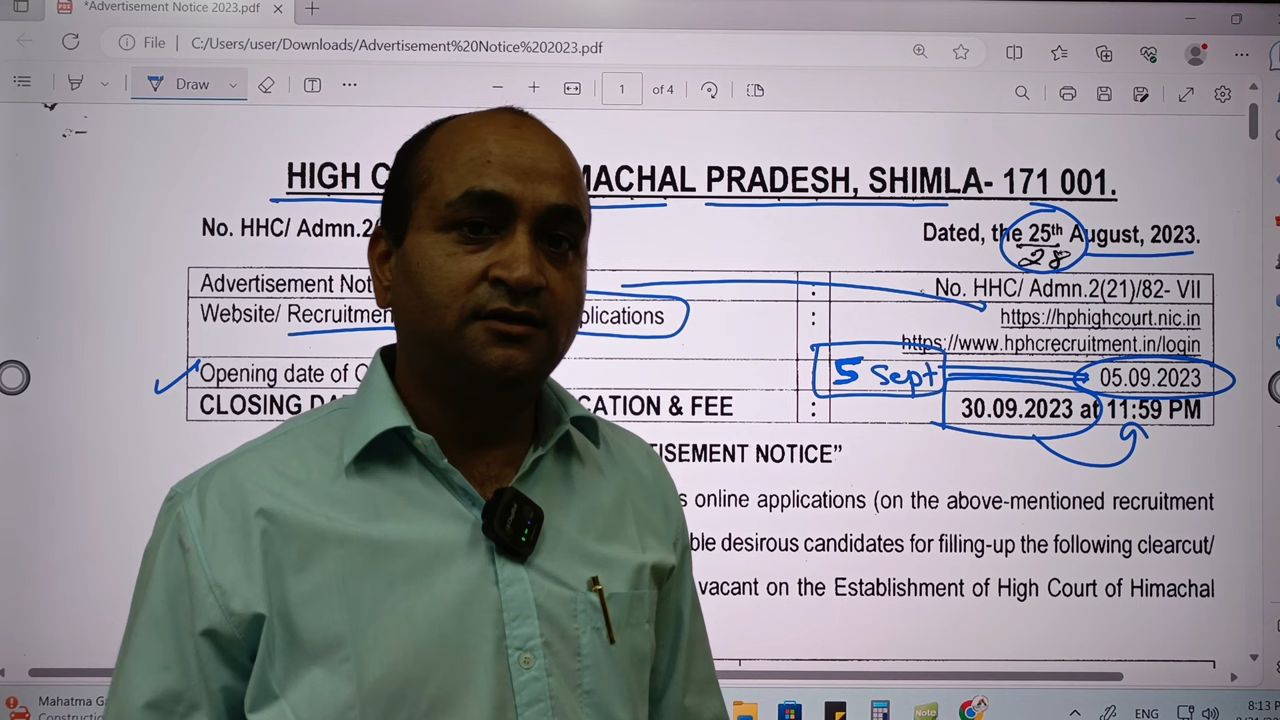 *Advertisement Notice 2023.pdf
File | C:/Users/user/Downloads/Advertisement%20Notice%202023.pdf
Draw 1 of 4
HIGH C MACHAL PRADESH, SHIMLA- 171 001.
No. HHC/ Admn.2 Dated, the 25th August, 2023.
28
Advertisement Not : No. HHC/ Admn.2(21)/82- VII
Website/ Recruitmen plications : https://hphighcourt.nic.in
https://www.hphcrecruitment.in/login
Opening date of O 5 Sept 05.09.2023
CLOSING DA CATION & FEE : 30.09.2023 at 11:59 PM
ISEMENT NOTICE”
s online applications (on the above-mentioned recruitment
ble desirous candidates for filling-up the following clearcut/
vacant on the Establishment of High Court of Himachal
Mahatma G
Constructio
Note
ENG
8:13 P